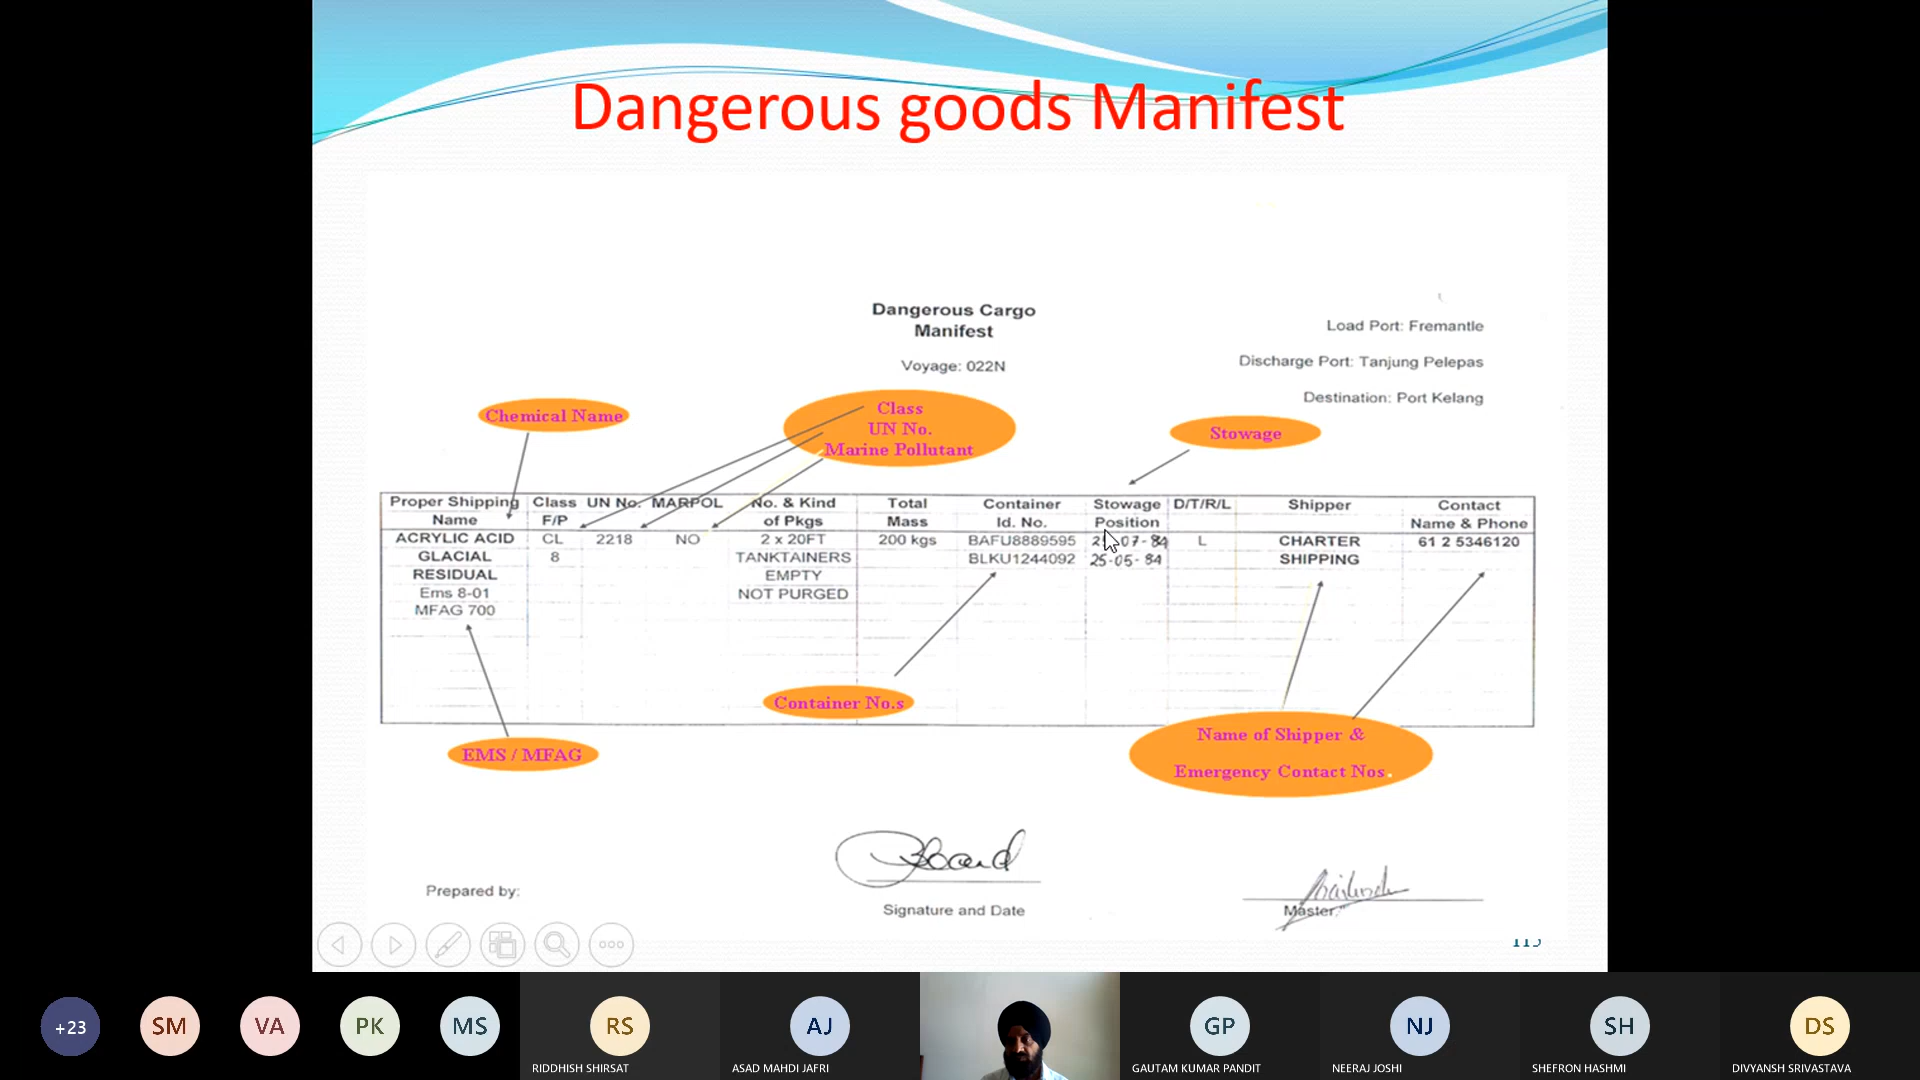 Dangerous goods Manifest
Dangerous Cargo
Manifest
Voyage: 022N
Load Port: Fremantle
Discharge Port: Tanjung Pelepas
Destination: Port Kelang
Chemical Name
Class
UN No.
Marine Pollutant
Stowage
Proper Shipping Name Class F/P UN No. MARPOL No. & Kind of Pkgs Total Mass Container Id. No. Stowage Position D/T/R/L Shipper Contact Name & Phone
ACRYLIC ACID CL 2218 NO 2 x 20FT 200 kgs BAFU8889595 L CHARTER 61 2 5346120
GLACIAL 8 TANKTAINERS BLKU1244092 25-05-84 SHIPPING
RESIDUAL EMPTY
Ems 8-01 NOT PURGED
MFAG 700
Container No.s
EMS / MFAG
Name of Shipper &
Emergency Contact Nos.
Prepared by:
Signature and Date
Master
+23 SM VA PK MS RS AJ GP NJ SH DS
RIDDHISH SHIRSAT ASAD MAHDI JAFRI GAUTAM KUMAR PANDIT NEERAJ JOSHI SHEFRON HASHMI DIVYANSH SRIVASTAVA